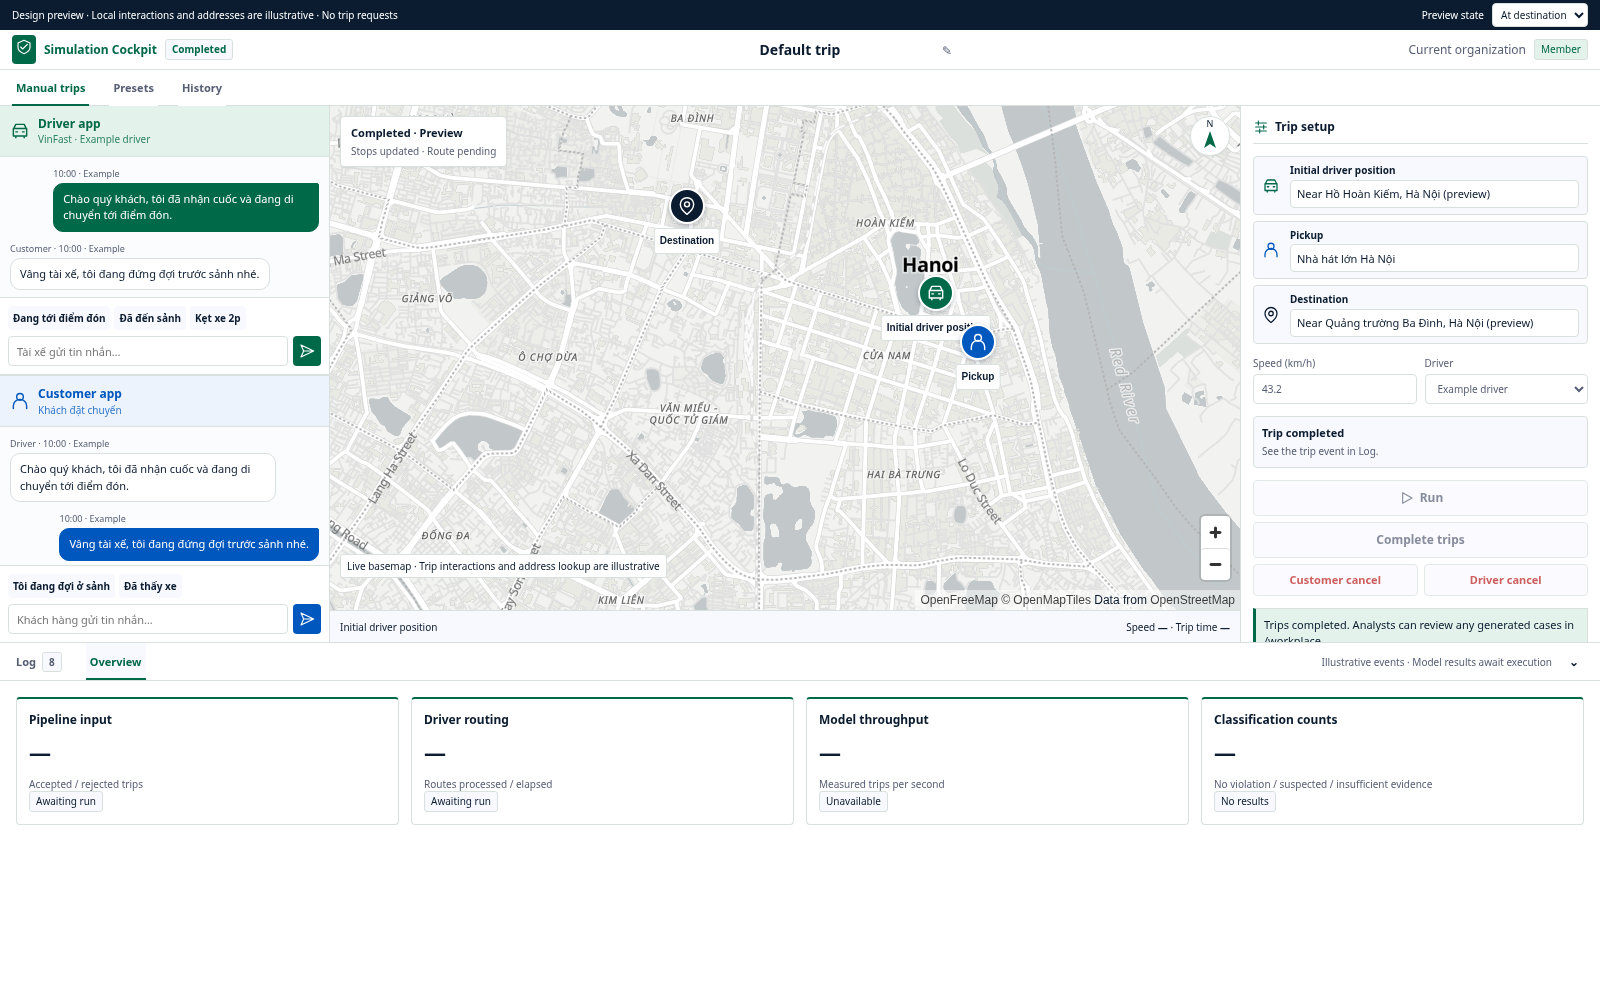 Design preview · Local interactions and addresses are illustrative · No trip requests
Preview state
At destination
Simulation Cockpit
Completed
Default trip
Current organization
Member
Manual trips
Presets
History
Driver app
VinFast · Example driver
10:00 · Example
Chào quý khách, tôi đã nhận cuốc và đang di
chuyển tới điểm đón.
Customer · 10:00 · Example
Vâng tài xế, tôi đang đứng đợi trước sảnh nhé.
Đang tới điểm đón
Đã đến sảnh
Kẹt xe 2p
Tài xế gửi tin nhắn...
Customer app
Khách đặt chuyến
Driver · 10:00 · Example
Chào quý khách, tôi đã nhận cuốc và đang di
chuyển tới điểm đón.
10:00 · Example
Vâng tài xế, tôi đang đứng đợi trước sảnh nhé.
Tôi đang đợi ở sảnh
Đã thấy xe
Khách hàng gửi tin nhắn...
Completed · Preview
Stops updated · Route pending
BA ĐÌNH
N
Destination
HOÀN KIẾM
Ma Street
Hanoi
GIẢNG VÕ
Initial driver posit
Ô CHỢ DỪA
CỬA NAM
Pickup
Red River
VĂN MIẾU -
QUỐC TỬ GIÁM
Lang Ha Street
Xa Dan Street
HAI BÀ TRƯNG
Lo Duc Street
ng Road
ĐỐNG ĐA
ay Son
et
Live basemap · Trip interactions and address lookup are illustrative
KIM LIÊN
OpenFreeMap © OpenMapTiles Data from OpenStreetMap
Initial driver position
Speed — · Trip time —
Trip setup
Initial driver position
Near Hồ Hoàn Kiếm, Hà Nội (preview)
Pickup
Nhà hát lớn Hà Nội
Destination
Near Quảng trường Ba Đình, Hà Nội (preview)
Speed (km/h)
Driver
43.2
Example driver
Trip completed
See the trip event in Log.
Run
Complete trips
Customer cancel
Driver cancel
Trips completed. Analysts can review any generated cases in
/workplace
Log
8
Overview
Illustrative events · Model results await execution
Pipeline input
—
Accepted / rejected trips
Awaiting run
Driver routing
—
Routes processed / elapsed
Awaiting run
Model throughput
—
Measured trips per second
Unavailable
Classification counts
—
No violation / suspected / insufficient evidence
No results